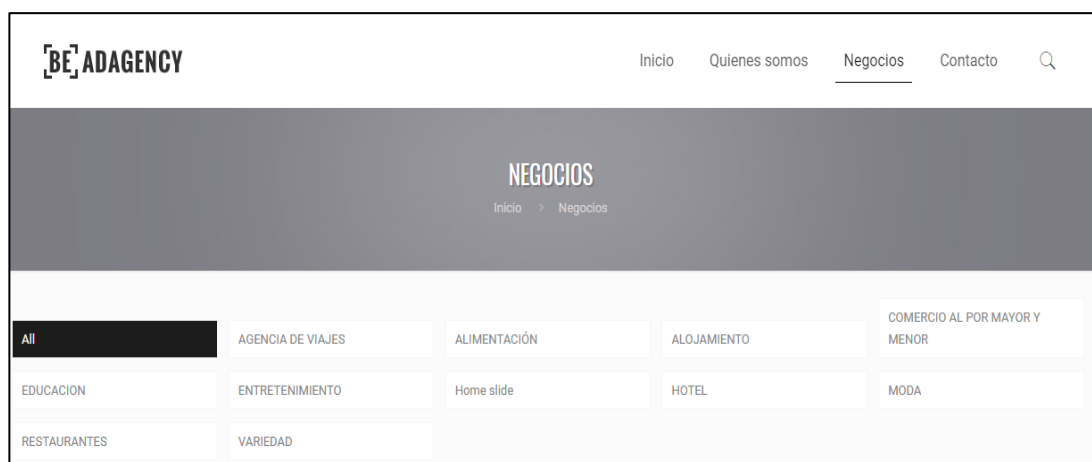 [BE] ADAGENCY
Inicio Quienes somos Negocios Contacto
NEGOCIOS
Inicio > Negocios
All AGENCIA DE VIAJES ALIMENTACIÓN ALOJAMIENTO COMERCIO AL POR MAYOR Y
MENOR
EDUCACION ENTRETENIMIENTO Home slide HOTEL MODA
RESTAURANTES VARIEDAD